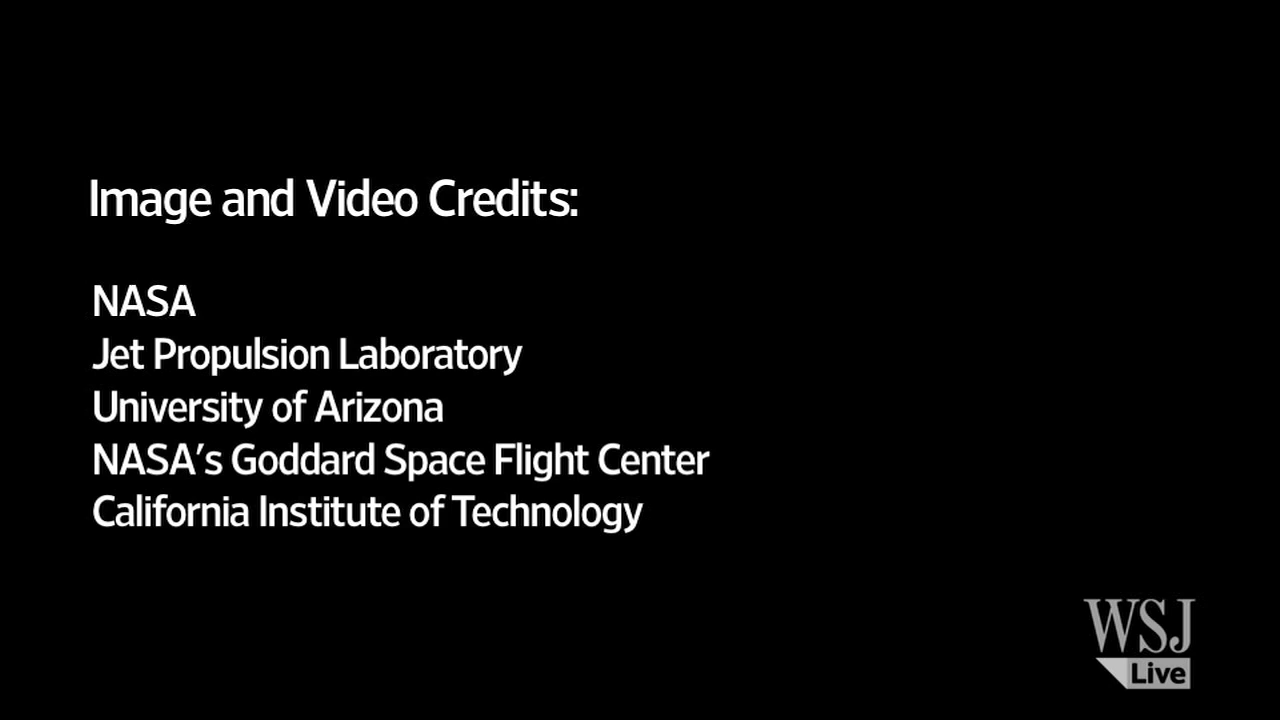 Image and Video Credits:
NASA
Jet Propulsion Laboratory
University of Arizona
NASA's Goddard Space Flight Center
California Institute of Technology
WSJ
Live